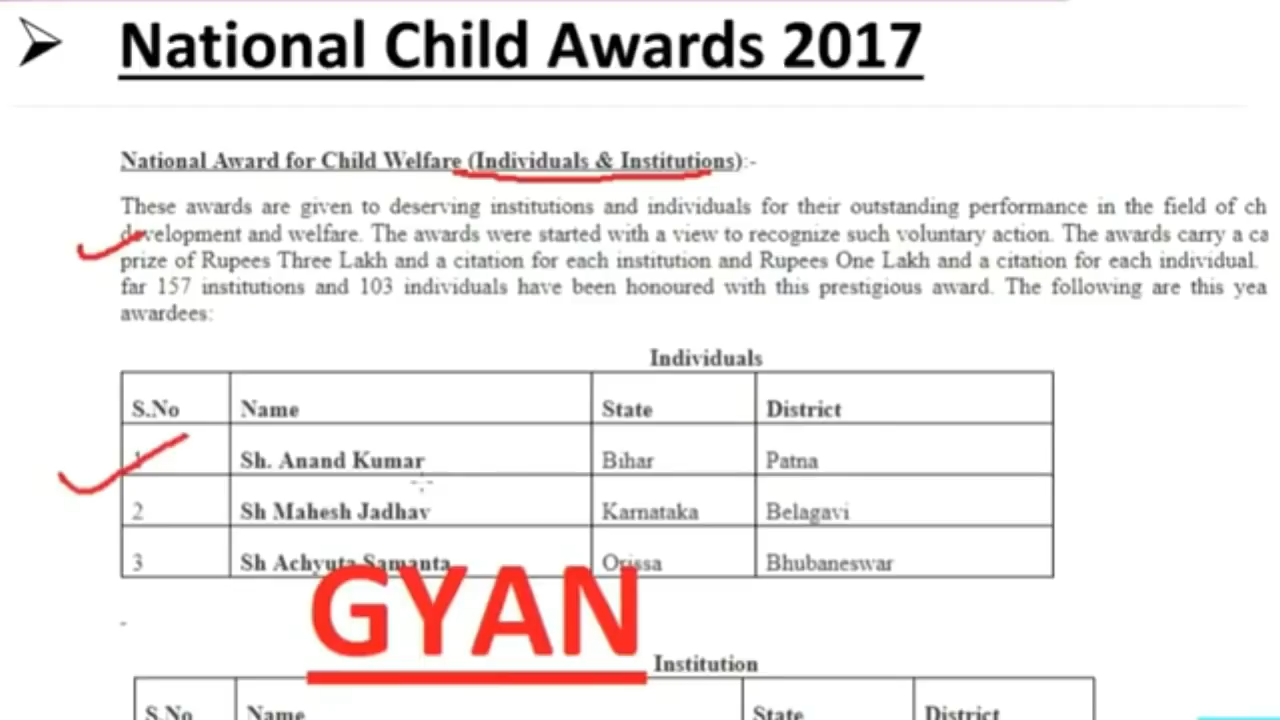 National Child Awards 2017
National Award for Child Welfare (Individuals & Institutions):-
These awards are given to deserving institutions and individuals for their outstanding performance in the field of ch
development and welfare. The awards were started with a view to recognize such voluntary action. The awards carry a ca
prize of Rupees Three Lakh and a citation for each institution and Rupees One Lakh and a citation for each individual.
far 157 institutions and 103 individuals have been honoured with this prestigious award. The following are this yea
awardees:
Individuals
S.No Name State District
1 Sh. Anand Kumar Bihar Patna
2 Sh Mahesh Jadhav Karnataka Belagavi
3 Sh Achyuta Samanta Orissa Bhubaneswar
GYAN
Institution
S.No Name State District